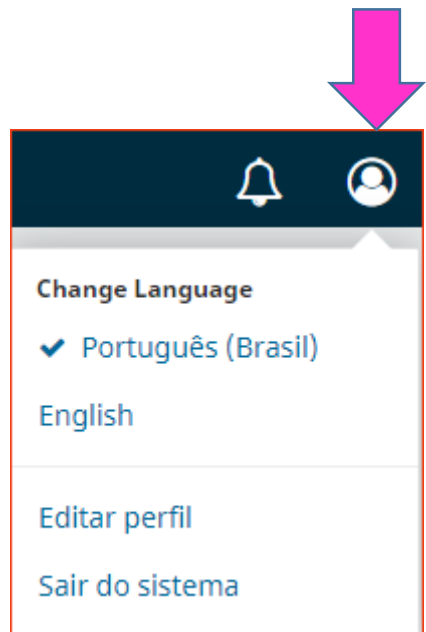 Change Language
Português (Brasil)
English
Editar perfil
Sair do sistema